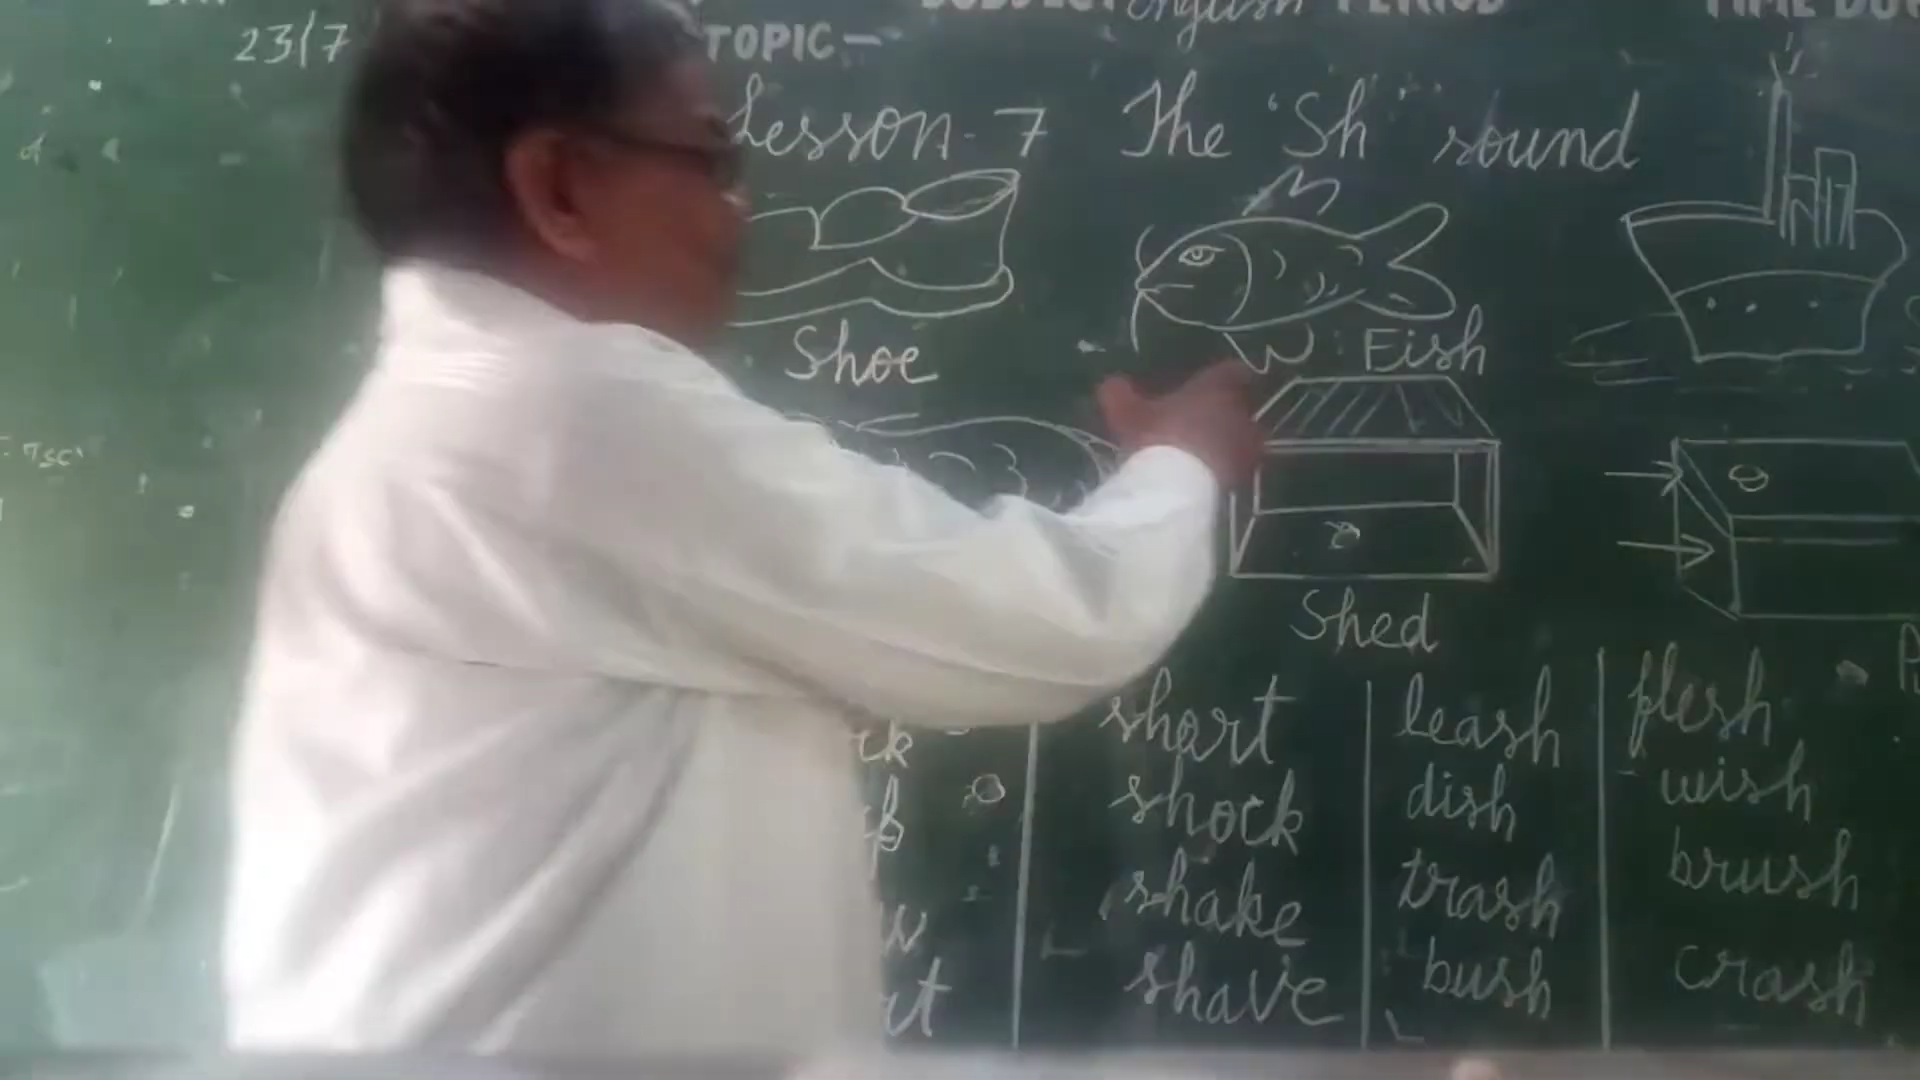 SUBJECT English PERIOD
23/7 TOPIC -
Lesson - 7 The 'Sh' sound
Shoe
Fish
Shed
short leash flesh
shock dish wish
shake trash brush
shave bush crash